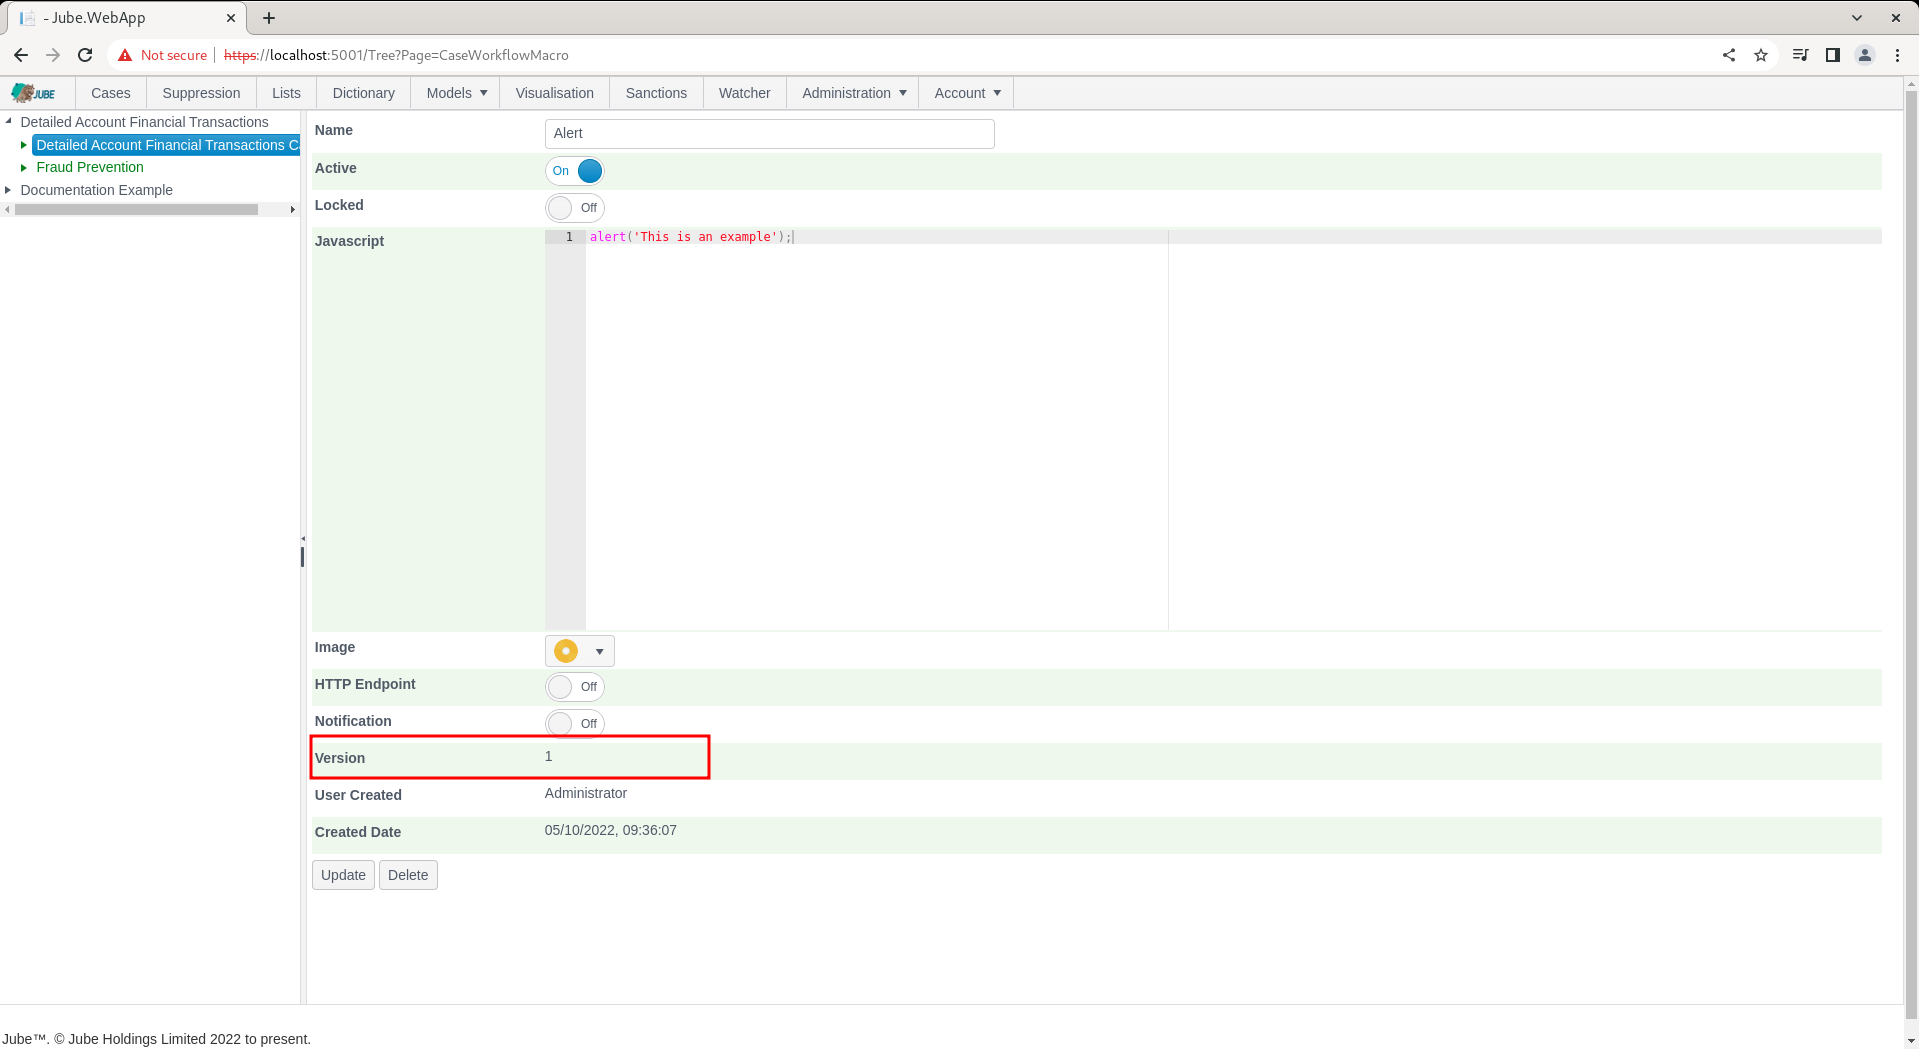 - Jube.WebApp
Not secure https://localhost:5001/Tree?Page=CaseWorkflowMacro
JUBE Cases Suppression Lists Dictionary Models Visualisation Sanctions Watcher Administration Account
Detailed Account Financial Transactions
Detailed Account Financial Transactions Ca
Fraud Prevention
Documentation Example
Name Alert
Active On
Locked Off
Javascript 1 alert('This is an example');
Image
HTTP Endpoint Off
Notification Off
Version 1
User Created Administrator
Created Date 05/10/2022, 09:36:07
Update Delete
Jube™. © Jube Holdings Limited 2022 to present.